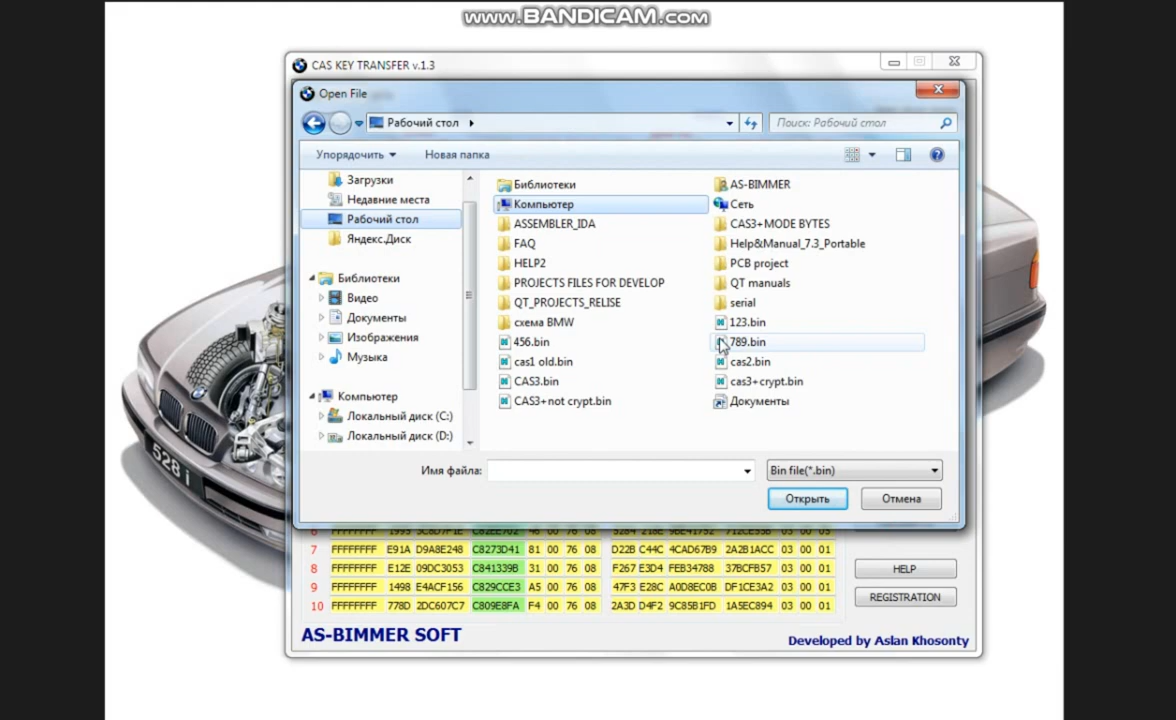 www.BANDICAM.com
CAS KEY TRANSFER v.1.3
Open File
Рабочий стол
Поиск: Рабочий стол
Упорядочить
Новая папка
Загрузки
Недавние места
Рабочий стол
Яндекс.Диск
Библиотеки
Видео
Документы
Изображения
Музыка
Компьютер
Локальный диск (C:)
Локальный диск (D:)
Библиотеки
AS-BIMMER
Компьютер
Сеть
ASSEMBLER_IDA
CAS3+MODE BYTES
FAQ
Help&Manual_7.3_Portable
HELP2
PCB project
PROJECTS FILES FOR DEVELOP
QT manuals
QT_PROJECTS_RELISE
serial
схема BMW
123.bin
456.bin
789.bin
cas1 old.bin
cas2.bin
CAS3.bin
cas3+crypt.bin
CAS3+not crypt.bin
Документы
Имя файла:
Bin file(*.bin)
Открыть
Отмена
528 i
7 FFFFFFFF E91A D9A8E248 C8273D41 81 00 76 08 D22B C44C 4CAD67B9 2A2B1ACC 03 00 01
8 FFFFFFFF E12E 09DC3053 C841339B 31 00 76 08 F267 E3D4 FEB34788 37BCFB57 03 00 01
9 FFFFFFFF 1498 E4ACF156 C829CCE3 A5 00 76 08 47F3 E28C A0D8EC0B DF1CE3A2 03 00 01
10 FFFFFFFF 778D 2DC607C7 C809E8FA F4 00 76 08 2A3D D4F2 9C85B1FD 1A5EC894 03 00 01
HELP
REGISTRATION
AS-BIMMER SOFT
Developed by Aslan Khosonty